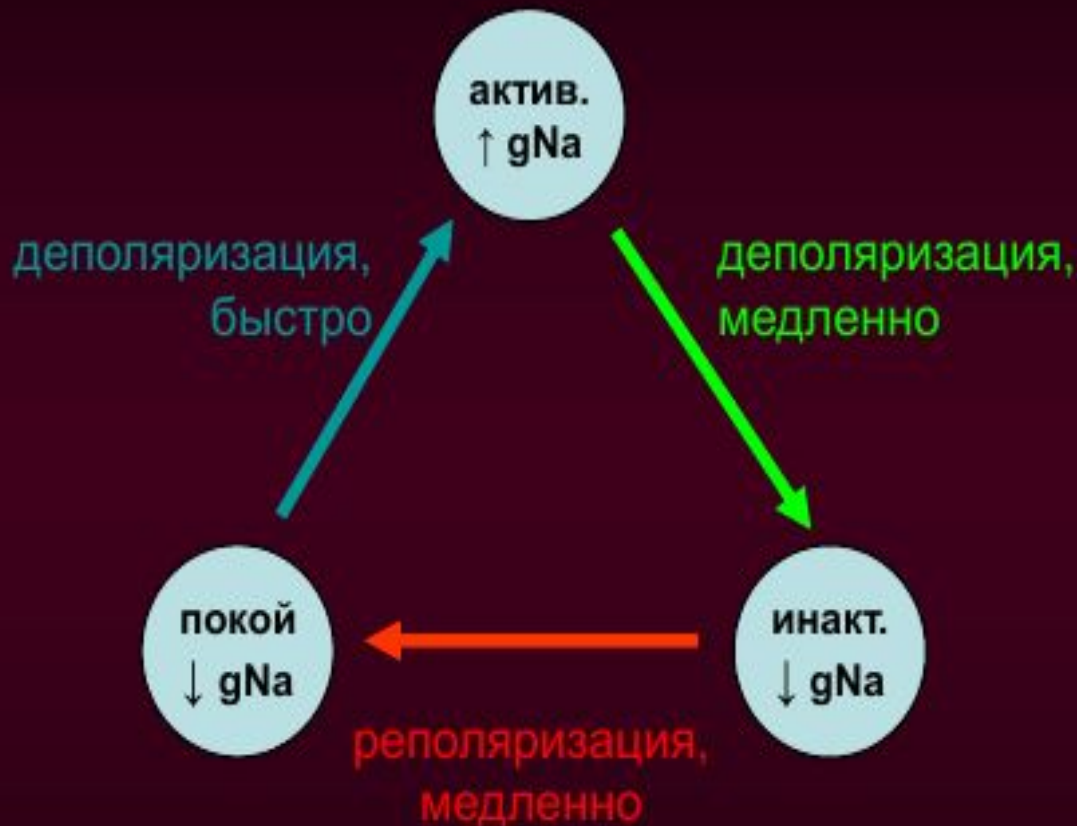 актив.
↑ gNa
деполяризация,
быстро
деполяризация,
медленно
покой
↓ gNa
инакт.
↓ gNa
реполяризация,
медленно